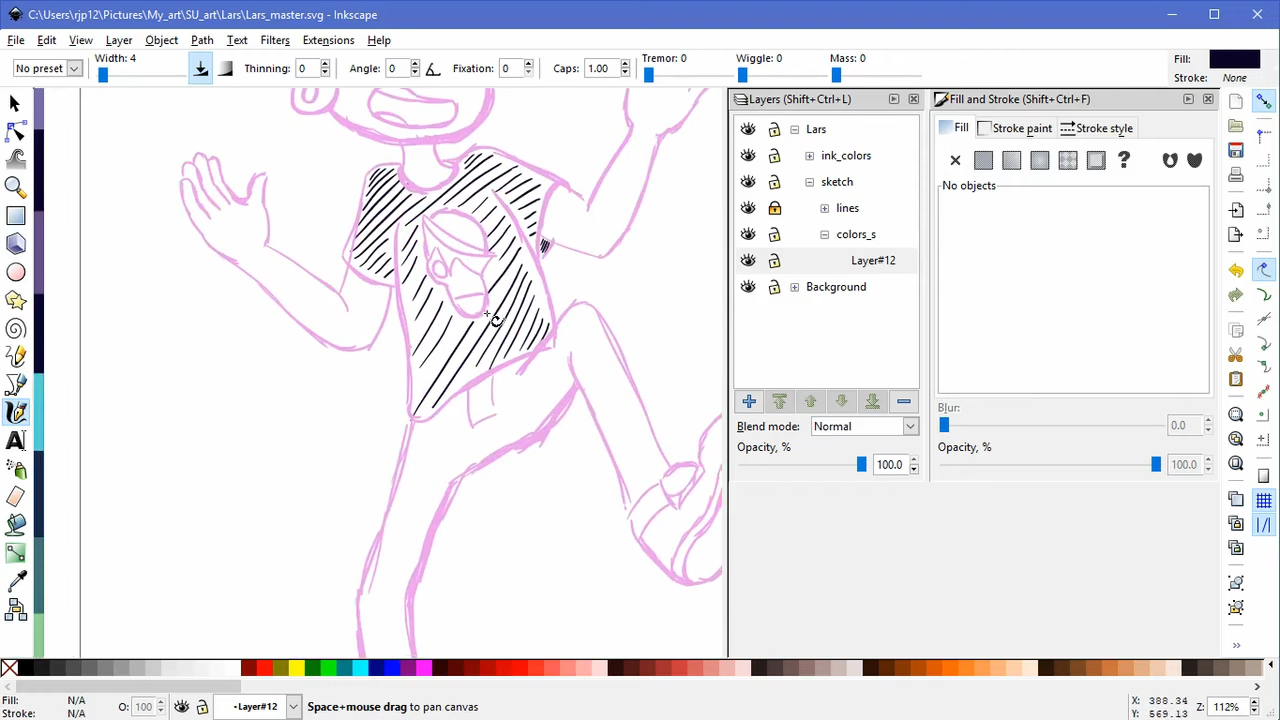 C:\Users\rjp12\Pictures\My_art\SU_art\Lars\Lars_master.svg - Inkscape
File Edit View Layer Object Path Text Filters Extensions Help
No preset Width: 4 Thinning: 0 Angle: 0 Fixation: 0 Caps: 1.00 Tremor: 0 Wiggle: 0 Mass: 0 Fill:
Stroke: None
Layers (Shift+Ctrl+L) Fill and Stroke (Shift+Ctrl+F)
Lars
ink_colors
sketch
lines
colors_s
Layer#12
Background
Blend mode: Normal
Opacity, %
100.0
Fill Stroke paint Stroke style
?
No objects
Blur:
0.0
Opacity, %
100.0
A
Fill: N/A
Stroke: N/A
O: 100
·Layer#12
Space+mouse drag to pan canvas
X: 388.34
Y: 569.13
Z: 112%